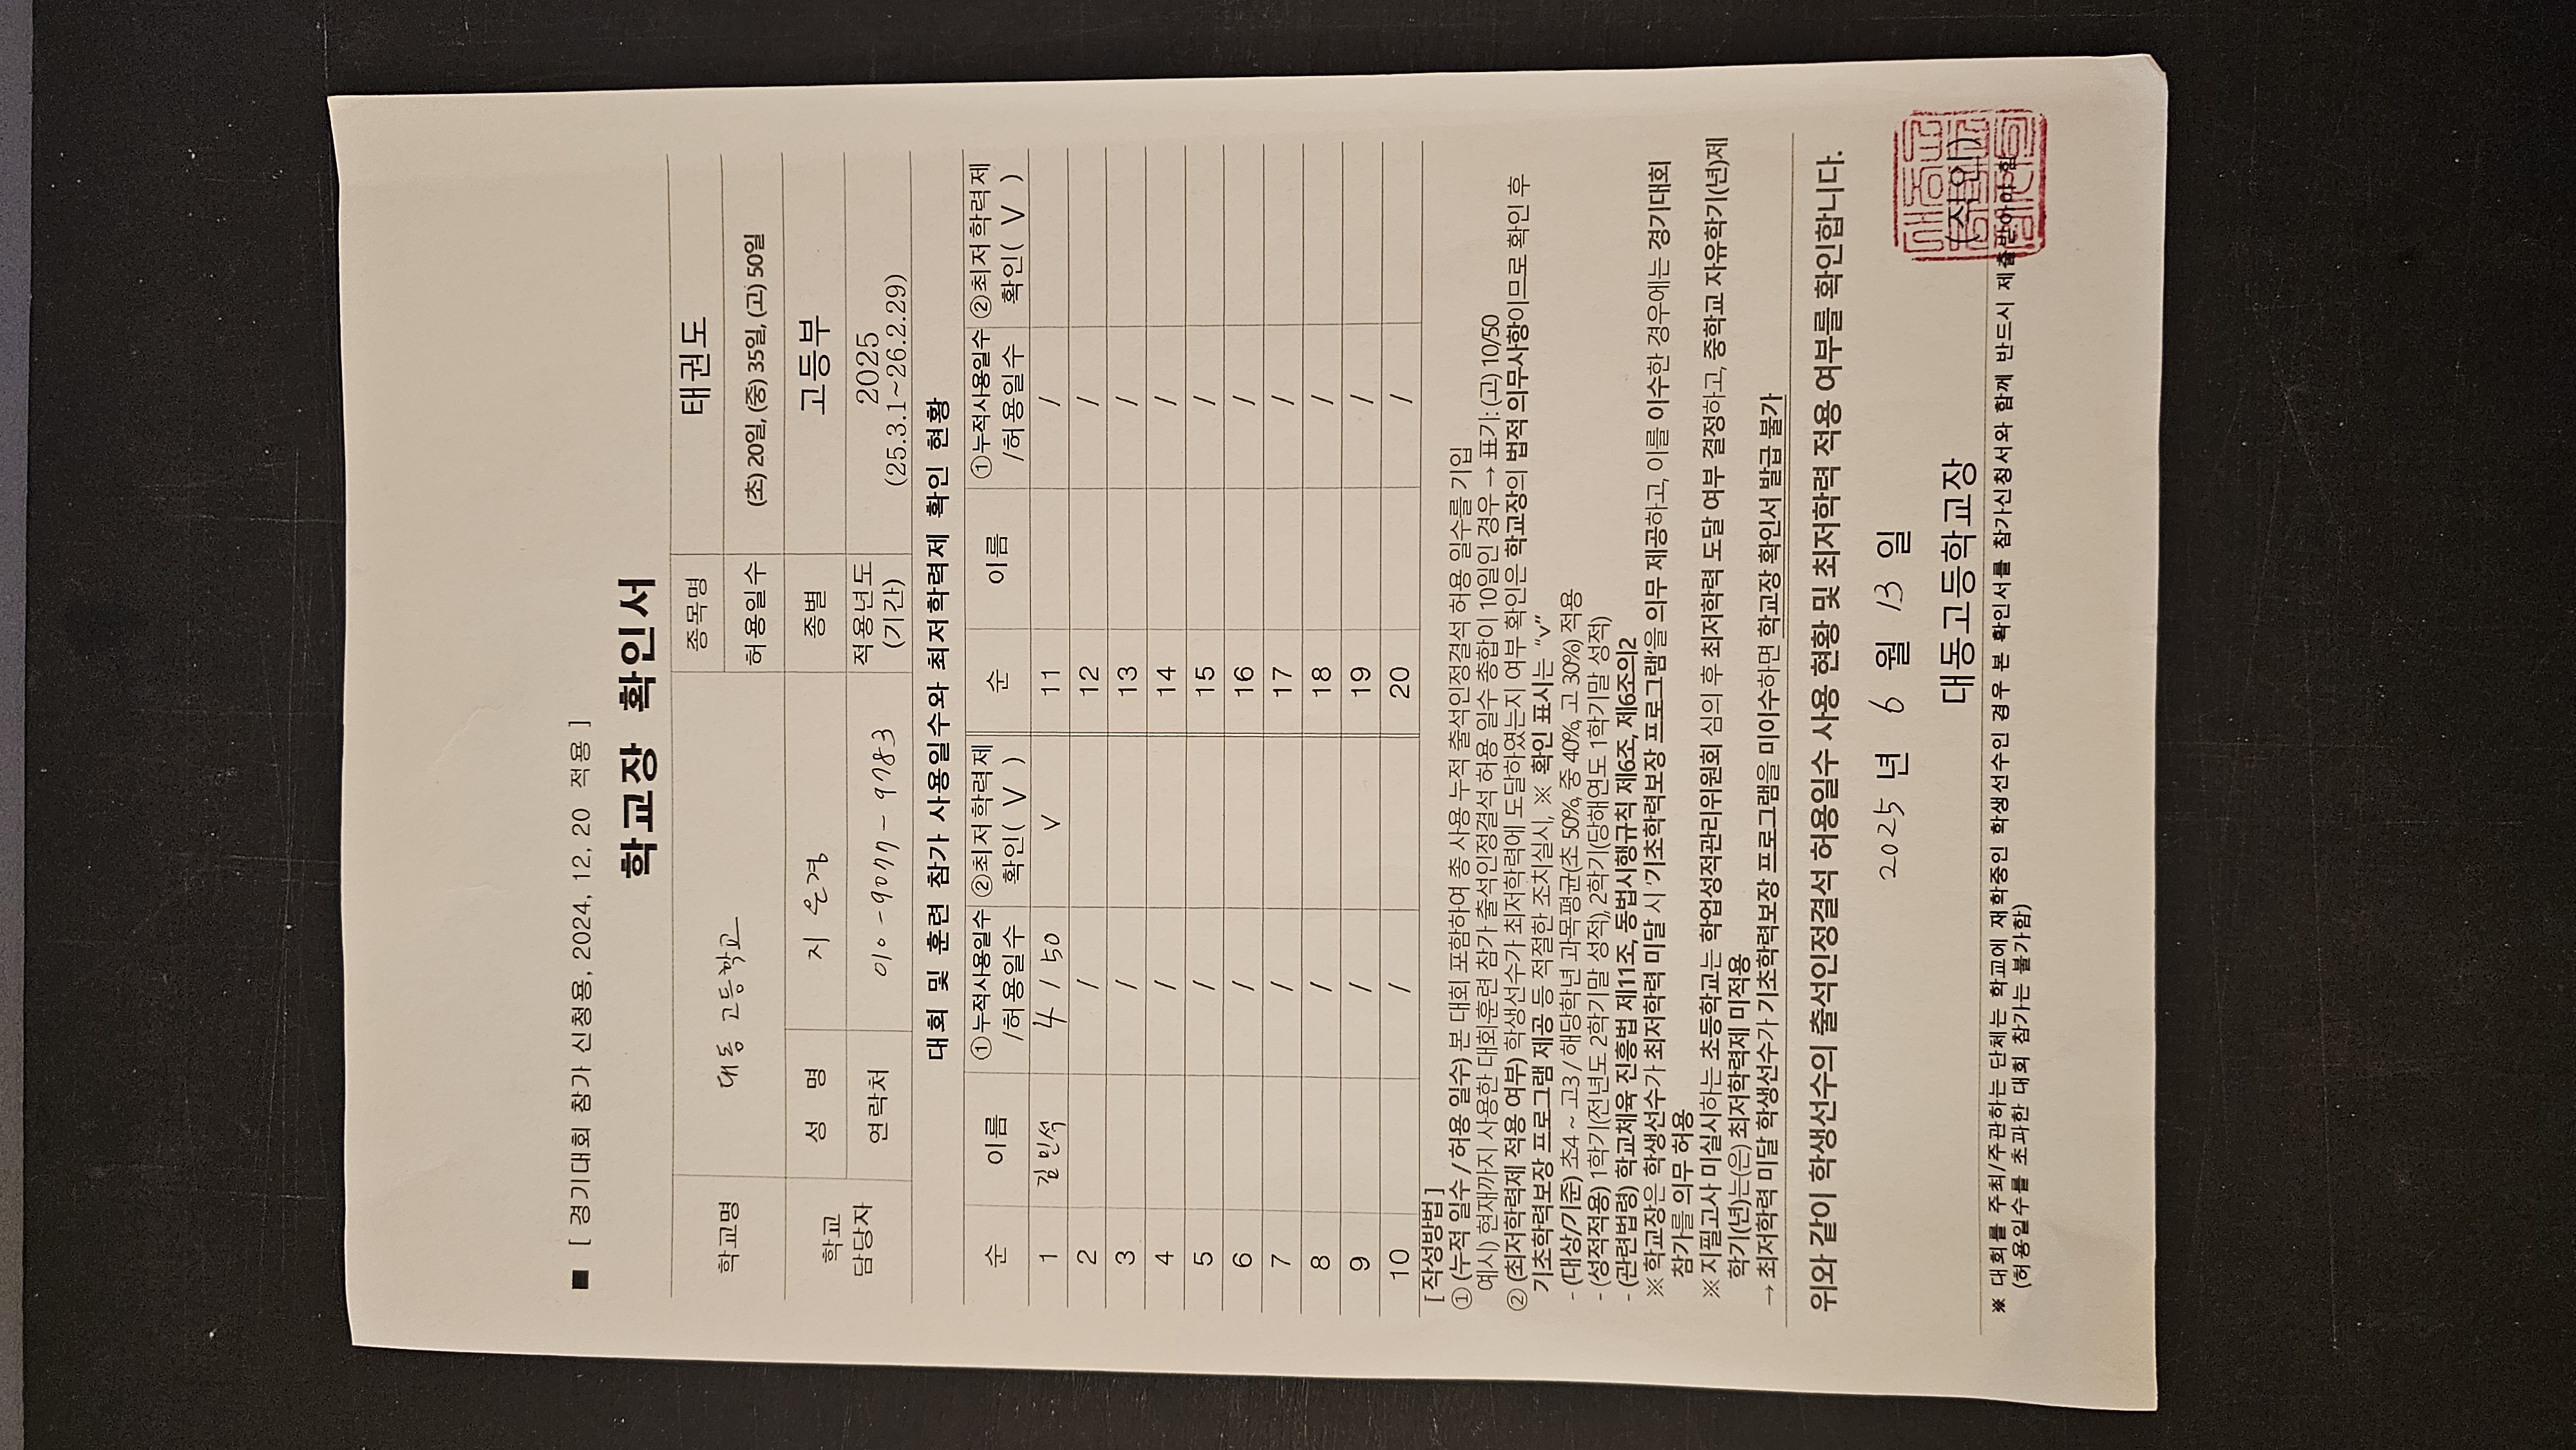 ■ [ 경기대회 참가 신청용, 2024, 12, 20 적용 ]
학교장 확인서
학교명 대동 고등학교 종목명 태권도
허용일수 (초) 20일, (중) 35일, (고) 50일
학교 담당자 성 명 지 은경 종별 고등부
연락처 010-9077-9783 적용년도 (기간) 2025 (25.3.1~26.2.29)
대회 및 훈련 참가 사용일수와 최저학력제 확인 현황
순 이름 ①누적사용일수 /허용일수 ②최저학력제 확인( V ) 순 이름 ①누적사용일수 /허용일수 ②최저학력제 확인( V )
1 길민석 4 / 50 V 11 /
2 / 12 /
3 / 13 /
4 / 14 /
5 / 15 /
6 / 16 /
7 / 17 /
8 / 18 /
9 / 19 /
10 / 20 /
[작성방법]
① (누적 일수 / 허용 일수) 본 대회 포함하여 총 사용 누적 출석인정결석 허용 일수를 기입
예시) 현재까지 사용한 대회·훈련 참가 출석인정결석 허용 일수 총합이 10일인 경우 → 표기: (고) 10/50
② (최저학력제 적용 여부) 학생선수가 최저학력에 도달하였는지 여부 확인은 학교장의 법적 의무사항이므로 확인 후
기초학력보장 프로그램 제공 등 적절한 조치실시, ※ 확인 표시는 "v"
- (대상/기준) 초4 ~ 고3 / 해당학년 과목평균(초 50%, 중 40%, 고 30%) 적용
- (성적적용) 1학기(전년도 2학기말 성적), 2학기(당해연도 1학기말 성적)
- (관련법령) 학교체육 진흥법 제11조, 동법시행규칙 제6조, 제6조의2
※ 학교장은 학생선수가 최저학력 미달 시 '기초학력보장 프로그램'을 의무 제공하고, 이를 이수한 경우에는 경기대회
참가를 의무 허용
※ 지필고사 미실시하는 초등학교는 학업성적관리위원회 심의 후 최저학력 도달 여부 결정하고, 중학교 자유학기(년)제
학기(년)는(은) 최저학력제 미적용
→ 최저학력 미달 학생선수가 기초학력보장 프로그램을 미이수하면 학교장 확인서 발급 불가
위와 같이 학생선수의 출석인정결석 허용일수 사용 현황 및 최저학력 적용 여부를 확인합니다.
2025 년 6 월 13 일
대동고등학교장 (직인)
※ 대회를 주최/주관하는 단체는 학교에 재학중인 학생선수인 경우 본 확인서를 참가신청서와 함께 반드시 제출받아야 함
(허용일수를 초과한 대회 참가는 불가함)